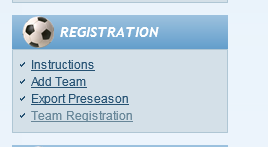 REGISTRATION
Instructions
Add Team
Export Preseason
Team Registration